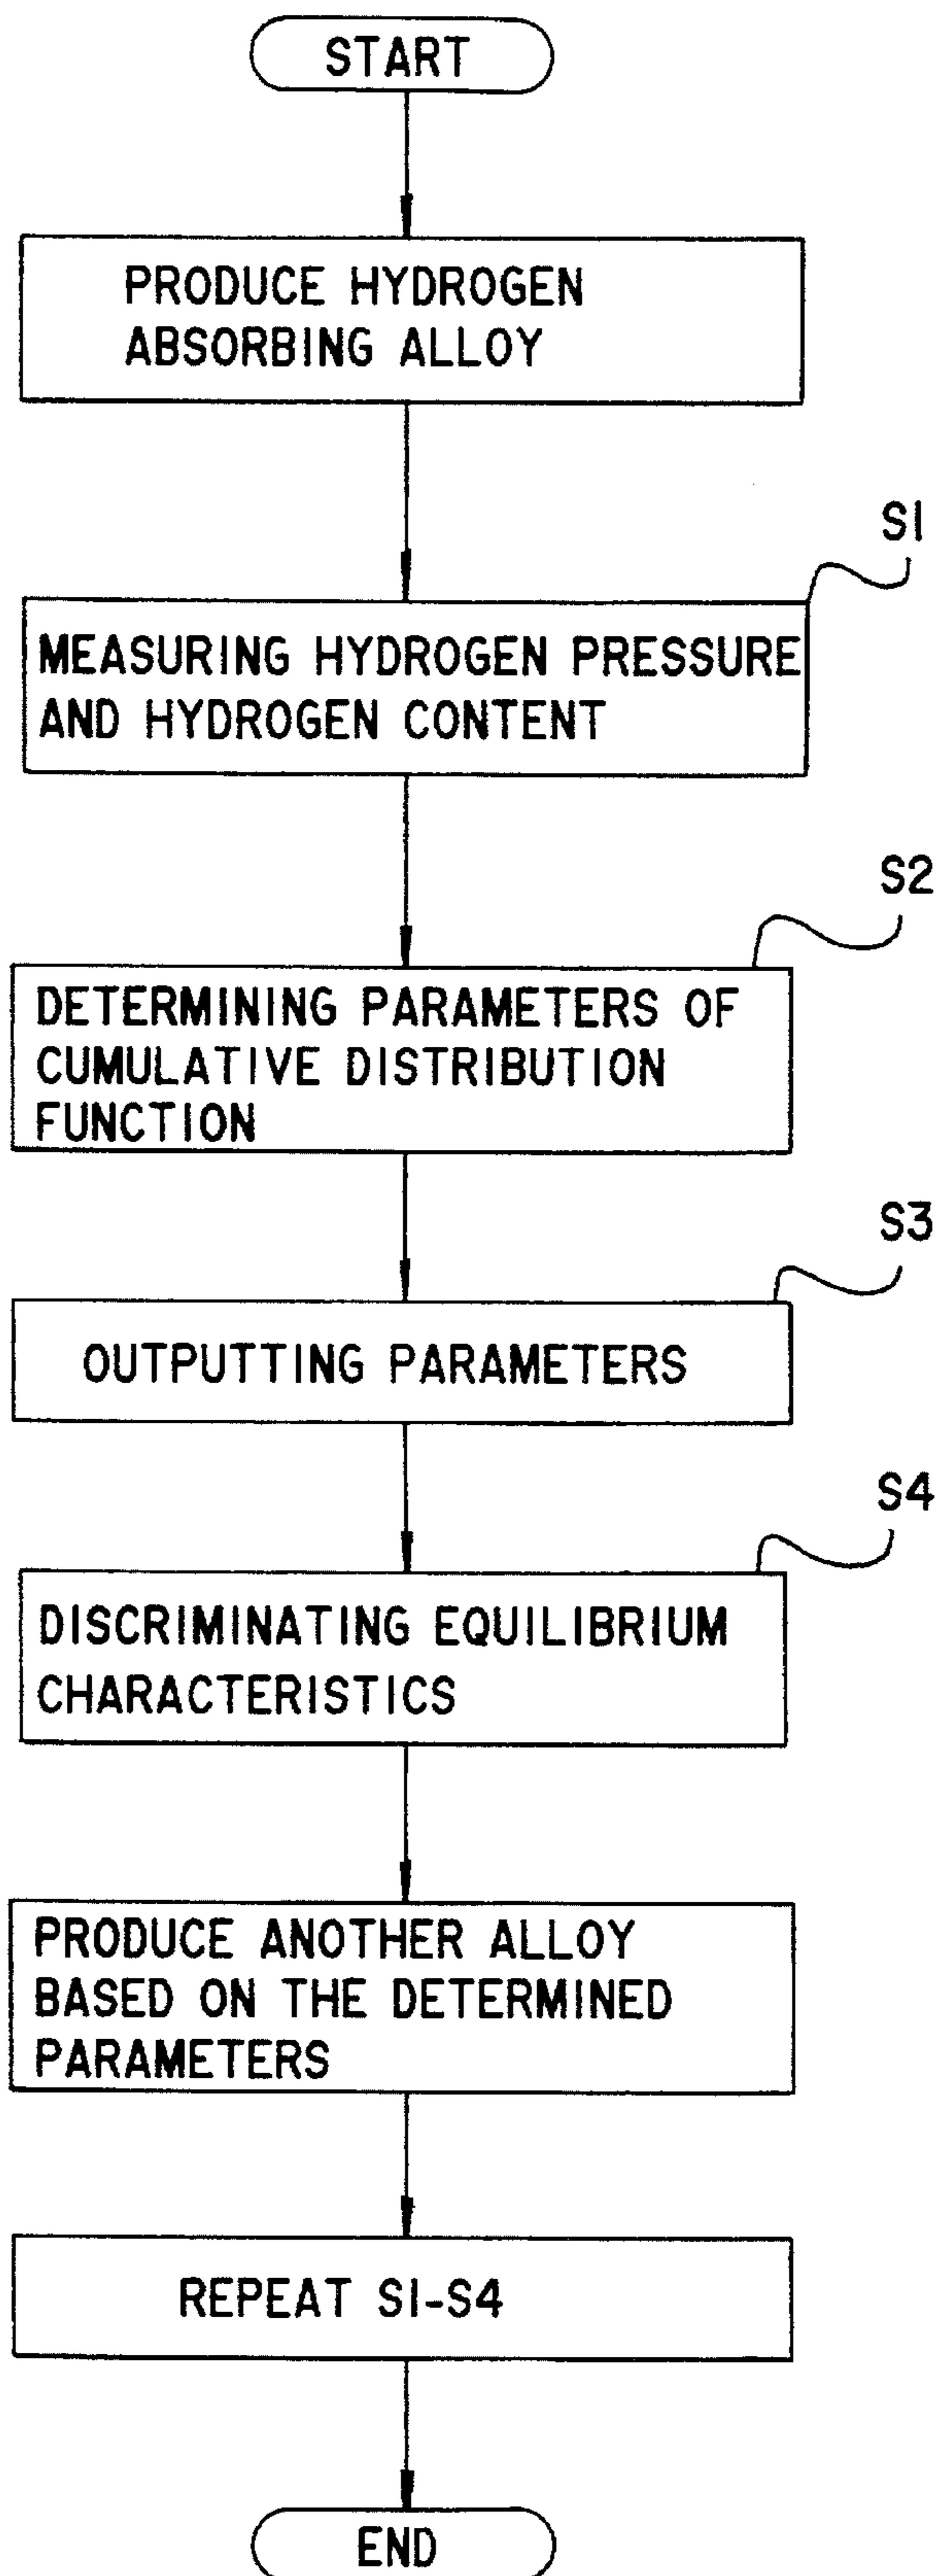 START
PRODUCE HYDROGEN
ABSORBING ALLOY
S1
MEASURING HYDROGEN PRESSURE
AND HYDROGEN CONTENT
S2
DETERMINING PARAMETERS OF
CUMULATIVE DISTRIBUTION
FUNCTION
S3
OUTPUTTING PARAMETERS
S4
DISCRIMINATING EQUILIBRIUM
CHARACTERISTICS
PRODUCE ANOTHER ALLOY
BASED ON THE DETERMINED
PARAMETERS
REPEAT S1-S4
END